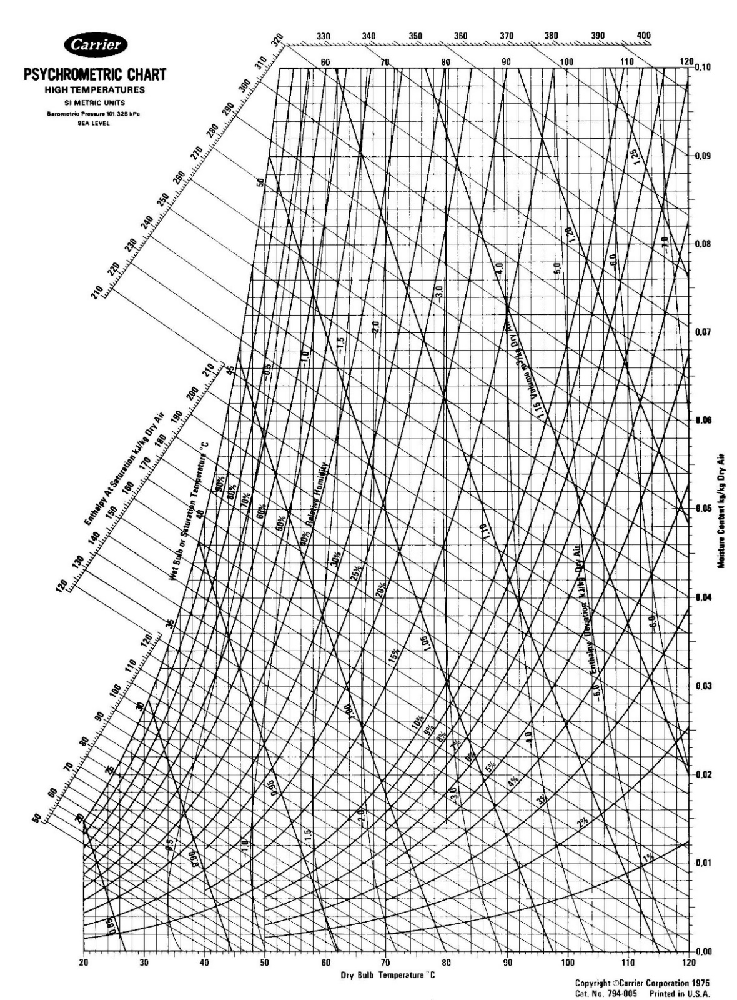 Carrier
PSYCHROMETRIC CHART
HIGH TEMPERATURES
SI METRIC UNITS
Barometric Pressure 101.325 kPa
SEA LEVEL
320 330 340 350 360 360 370 380 390 400
60 70 80 90 100 110 120
310
300
290
280
270
260
250
240
230
220
210
210
200
190
180
170
160
150
140
130
120
120
110
100
90
80
70
60
50
Enthalpy At Saturation kJ/kg Dry Air
Wet Bulb or Saturation Temperature °C
50
45
40
35
30
25
20
90% 80% 70% 60% 50% 40% Relative Humidity
30% 25% 20% 15%
10% 9% 8% 7% 6% 5% 4% 3% 2% 1%
-0.5 -1.0 -1.5 -2.0 -3.0 -4.0 -5.0 -6.0 -7.0
1.25
1.20
1.15 Volume m3/kg Dry Air
1.10
1.05
1.00
0.95
0.90
0.85
-6.0
-5.0 Enthalpy Deviation kJ/kg Dry Air
4.0
-3.0
-2.0
-1.5
-1.0
0.5
0.10
0.09
0.08
0.07
0.06
0.05
0.04
0.03
0.02
0.01
0.00
Moisture Content kg/kg Dry Air
20 30 40 50 60 70 80 90 100 110 120
Dry Bulb Temperature °C
Copyright ©Carrier Corporation 1975
Cat. No. 794-005 Printed in U.S.A.